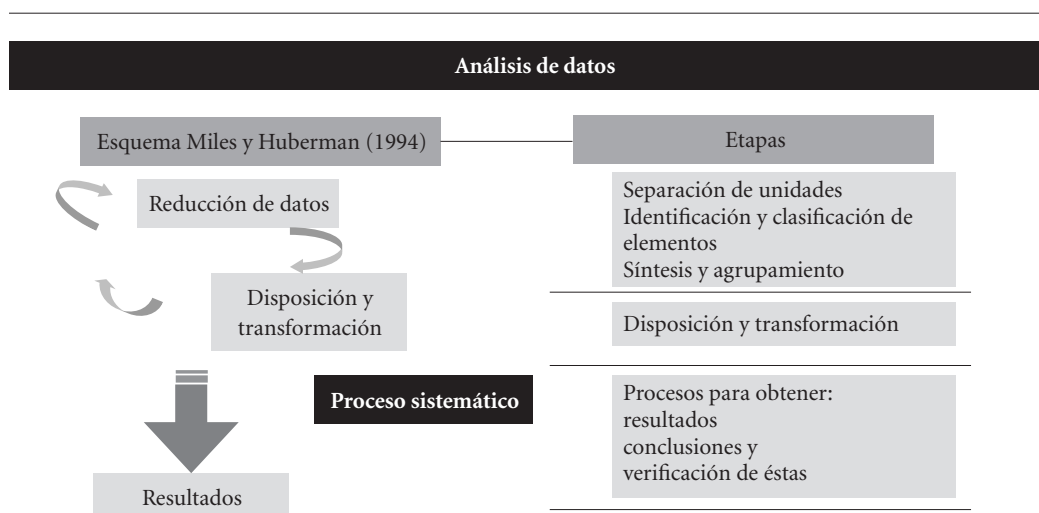 Análisis de datos
Esquema Miles y Huberman (1994)
Etapas
Reducción de datos
Separación de unidades
Identificación y clasificación de
elementos
Síntesis y agrupamiento
Disposición y
transformación
Disposición y transformación
Proceso sistemático
Procesos para obtener:
resultados
conclusiones y
verificación de éstas
Resultados